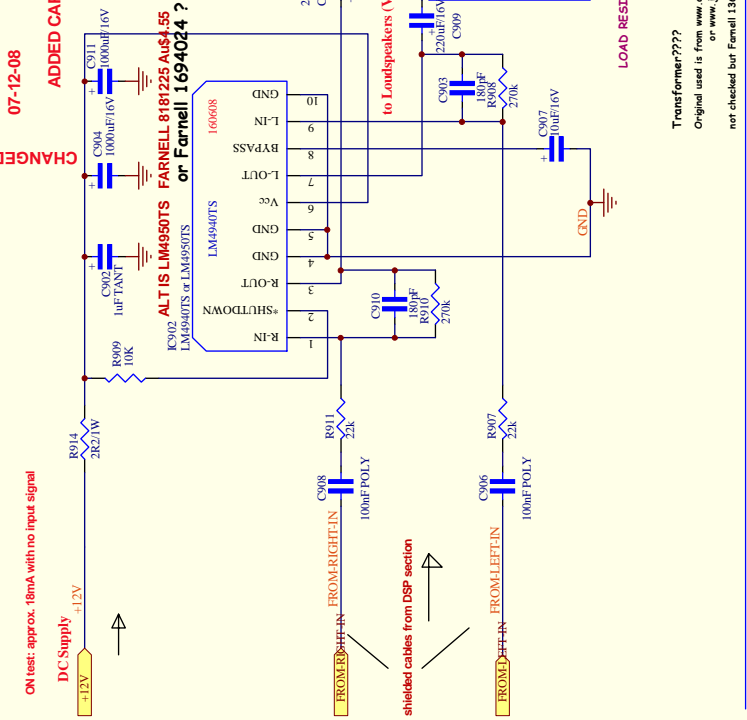 07-12-08
ADDED CAP
CHANGED
C911
1000uF/16V
C904
1000uF/16V
C902
1uF TANT
+
+
+
ALT IS LM4950TS FARNELL 8181225 Au$4.55
or Farnell 1694024 ?
IC902
LM4940TS or LM4950TS
LM4940TS
160608
GND
10
L-IN
9
BYPASS
8
L-OUT
7
Vcc
6
GND
5
GND
4
R-OUT
3
*SHUTDOWN
2
R-IN
1
to Loudspeakers (V
220uF/16V
C909
+
C903
180pF
R908
270k
C907
10uF/16V
+
GND
C910
180pF
R910
270k
R909
10K
R914
2R2/1W
R911
22k
C908
100nF POLY
R907
22k
C906
100nF POLY
ON test: approx. 18mA with no input signal
DC Supply
+12V
+12V
FROM-RIGHT-IN
FROM-RIGHT-IN
shielded cables from DSP section
FROM-LEFT-IN
FROM-LEFT-IN
LOAD RESI
Transformer????
Original used is from www.
or www.
not checked but Farnell 13